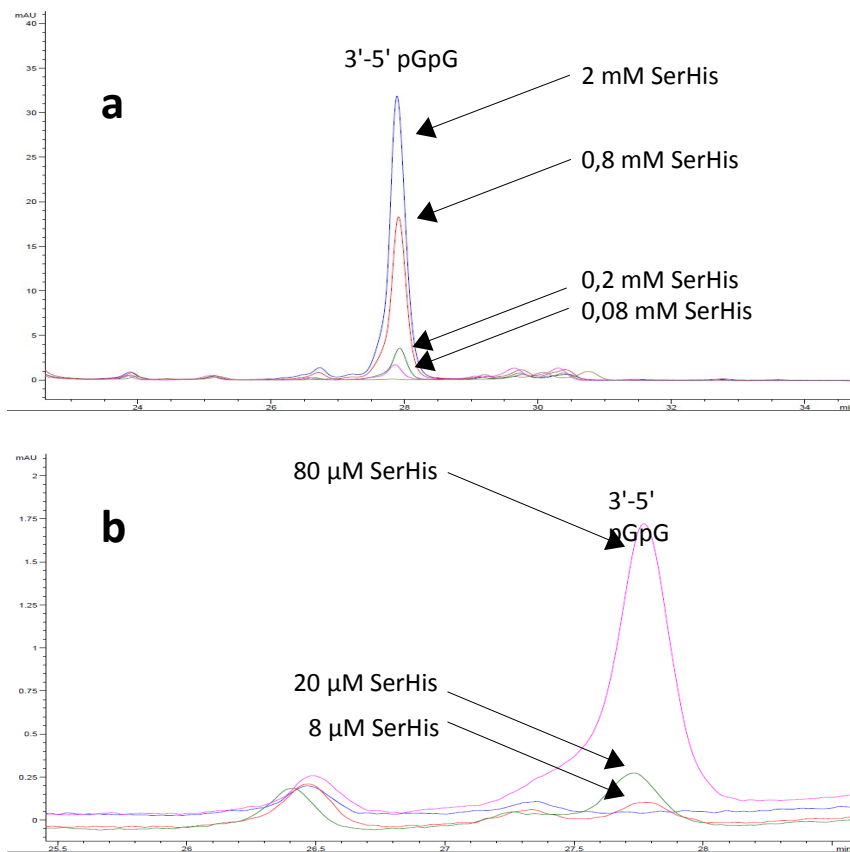 mAU
3'-5' pGpG
2 mM SerHis
a
40
35
30
0,8 mM SerHis
25
20
15
0,2 mM SerHis
10
0,08 mM SerHis
5
0
24 26 28 30 32 34 min
mAU
80 µM SerHis
2
3'-5'
pGpG
b
1.75
1.5
1.25
1
20 µM SerHis
0.75
8 µM SerHis
0.5
0.25
0
25.5 26 26.5 27 27.5 28 min